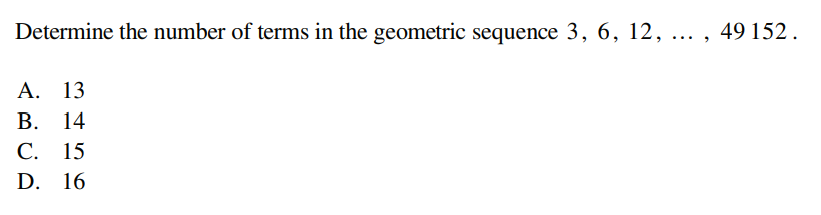 Determine the number of terms in the geometric sequence 3, 6, 12, ... , 49 152 .
A. 13
B. 14
C. 15
D. 16